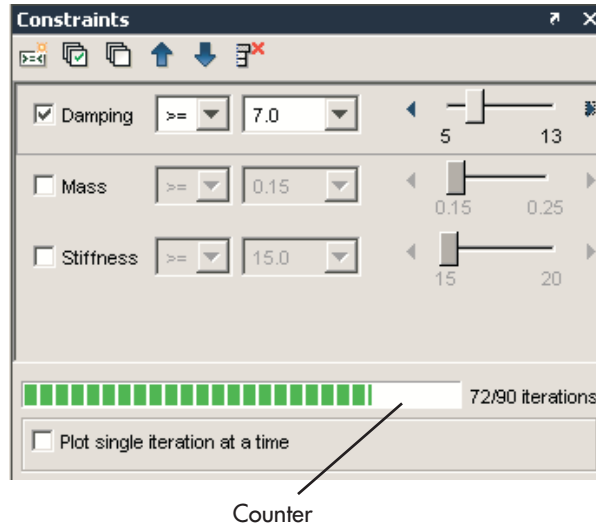 Constraints
Damping >= 7.0 5 13
Mass >= 0.15 0.15 0.25
Stiffness >= 15.0 15 20
72/90 iterations
Plot single iteration at a time
Counter